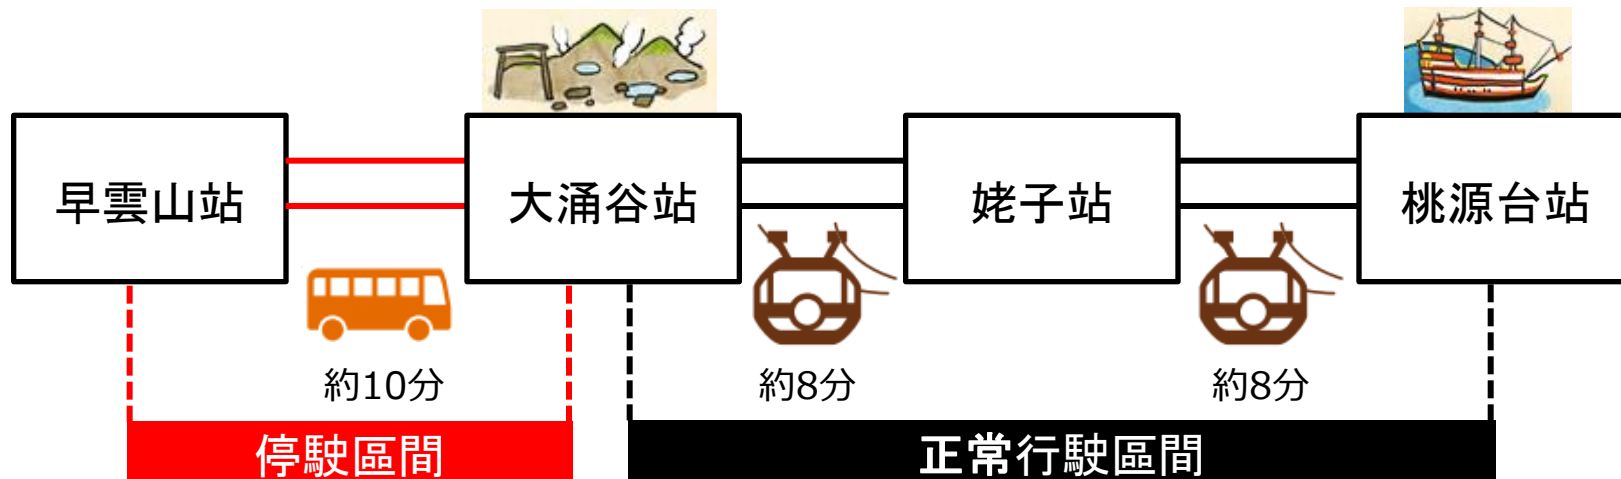 早雲山站
大涌谷站
姥子站
桃源台站
約10分
約8分
約8分
停駛區間
正常行駛區間